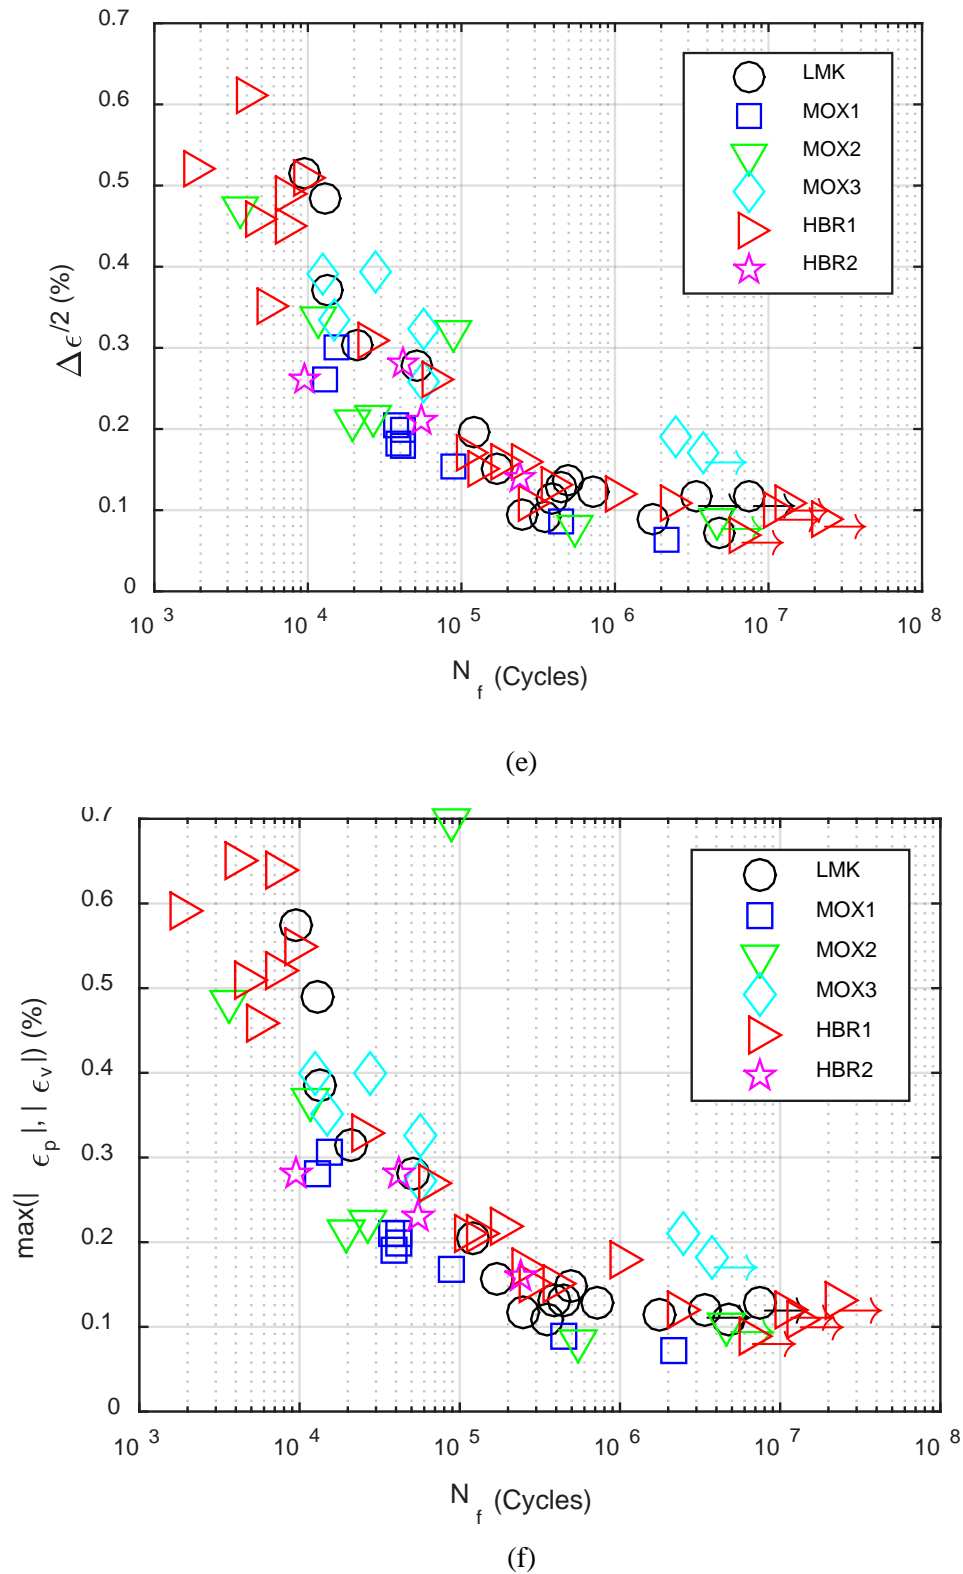 0.7
0.6
0.5
0.4
0.3
0.2
0.1
0
Δ ϵ/2 (%)
LMK
MOX1
MOX2
MOX3
HBR1
HBR2
10 3 10 4 10 5 10 6 10 7 10 8
N f (Cycles)
(e)
0.7
0.6
0.5
0.4
0.3
0.2
0.1
0
max(| ϵp |, | ϵv |) (%)
LMK
MOX1
MOX2
MOX3
HBR1
HBR2
10 3 10 4 10 5 10 6 10 7 10 8
N f (Cycles)
(f)